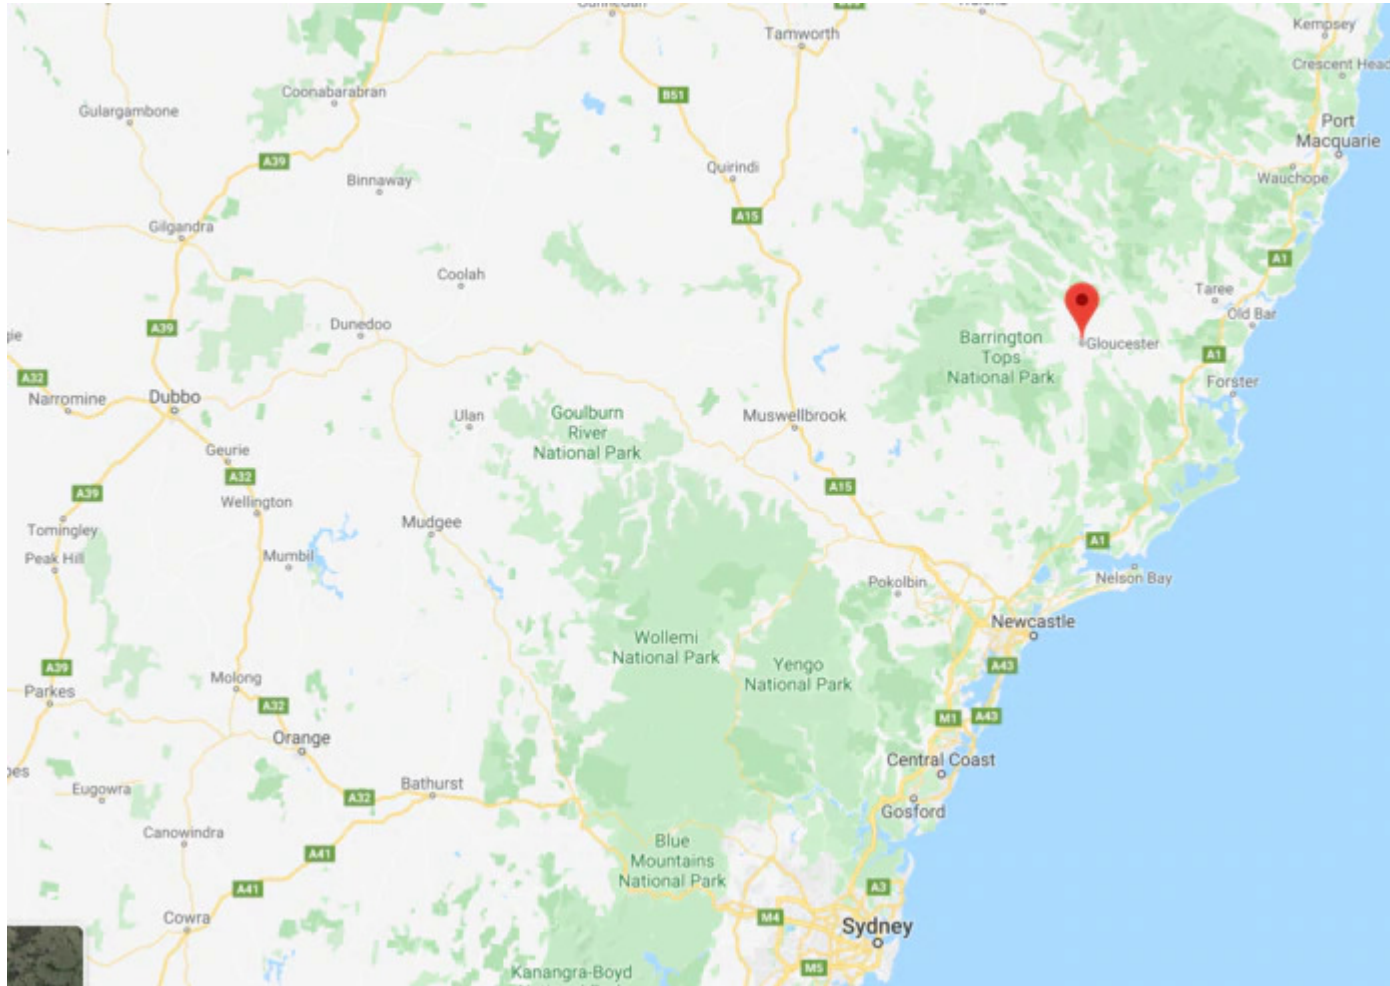 Tamworth
Kempsey
Crescent Head
Coonabarabran
B51
Gulargambone
Port
Macquarie
A39
Quirindi
Binnaway
Wauchope
A15
Gilgandra
A1
Coolah
Taree
Old Bar
Dunedoo
A39
Barrington
Tops
National Park
Gloucester
A1
A32
Forster
Narromine
Dubbo
Ulan
Goulburn
River
National Park
Muswellbrook
Geurie
A32
A39
A15
Wellington
Tomingley
Mudgee
A1
Peak Hill
Mumbil
Pokolbin
Nelson Bay
Newcastle
Wollemi
National Park
Yengo
National Park
A43
A39
Molong
Parkes
A32
M1
A43
Orange
Central Coast
Eugowra
A32
Bathurst
Gosford
Canowindra
A41
Blue
Mountains
National Park
A41
A3
Cowra
M4
Sydney
M5
Kanangra-Boyd